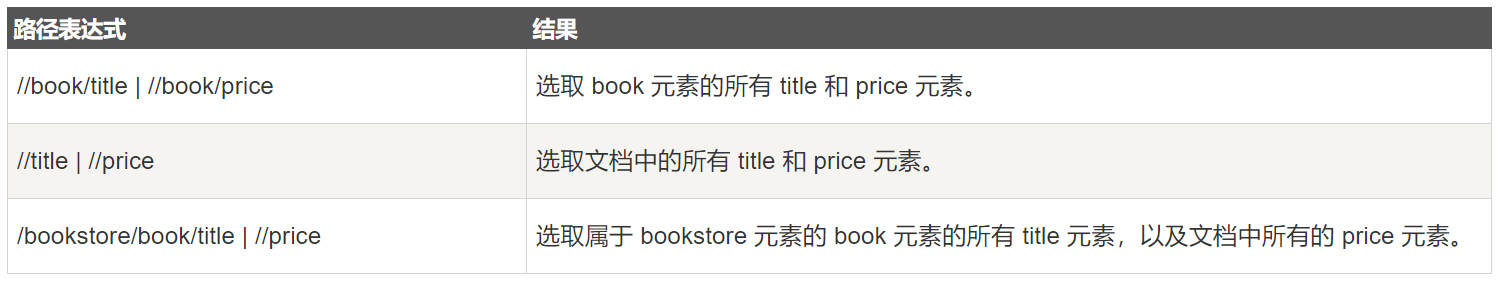 路径表达式 结果
//book/title | //book/price 选取 book 元素的所有 title 和 price 元素。
//title | //price 选取文档中的所有 title 和 price 元素。
/bookstore/book/title | //price 选取属于 bookstore 元素的 book 元素的所有 title 元素，以及文档中所有的 price 元素。